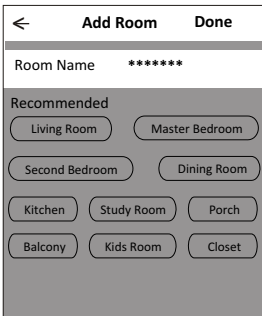 Add Room Done
Room Name *******
Recommended
Living Room Master Bedroom
Second Bedroom Dining Room
Kitchen Study Room Porch
Balcony Kids Room Closet